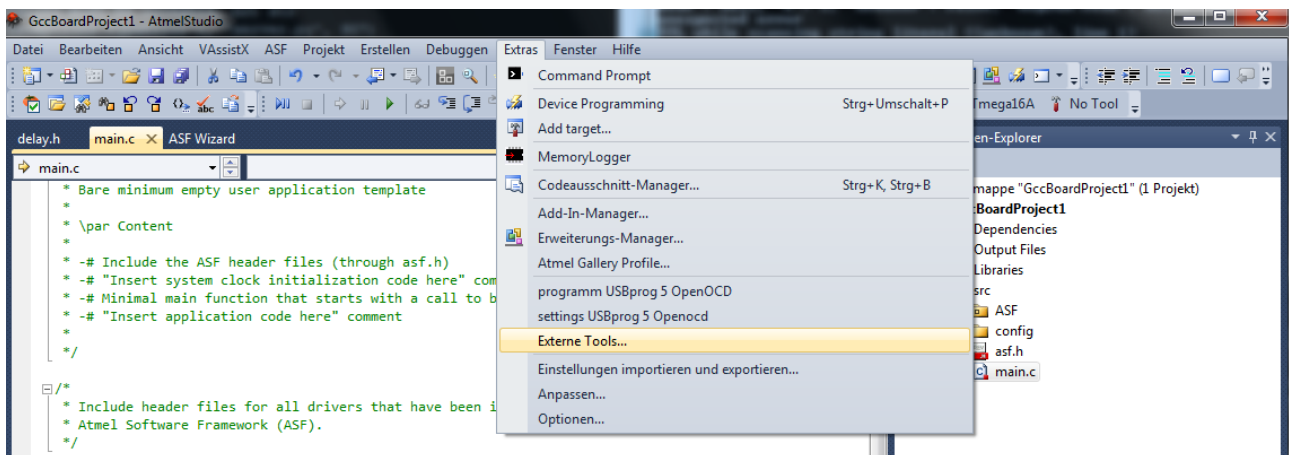 GccBoardProject1 - AtmelStudio
Datei Bearbeiten Ansicht VAssistX ASF Projekt Erstellen Debuggen Extras Fenster Hilfe
Command Prompt
Device Programming Strg+Umschalt+P
Tmega16A No Tool
Add target...
delay.h main.c ASF Wizard
en-Explorer
MemoryLogger
main.c
Codeausschnitt-Manager... Strg+K, Strg+B
Add-In-Manager...
Erweiterungs-Manager...
Atmel Gallery Profile...
programm USBprog 5 OpenOCD
settings USBprog 5 Openocd
Externe Tools...
Einstellungen importieren und exportieren...
Anpassen...
Optionen...
* Bare minimum empty user application template
*
* \par Content
*
* -# Include the ASF header files (through asf.h)
* -# "Insert system clock initialization code here" com
* -# Minimal main function that starts with a call to b
* -# "Insert application code here" comment
*
*/
/*
* Include header files for all drivers that have been i
* Atmel Software Framework (ASF).
*/
mappe "GccBoardProject1" (1 Projekt)
cBoardProject1
Dependencies
Output Files
Libraries
src
ASF
config
asf.h
main.c